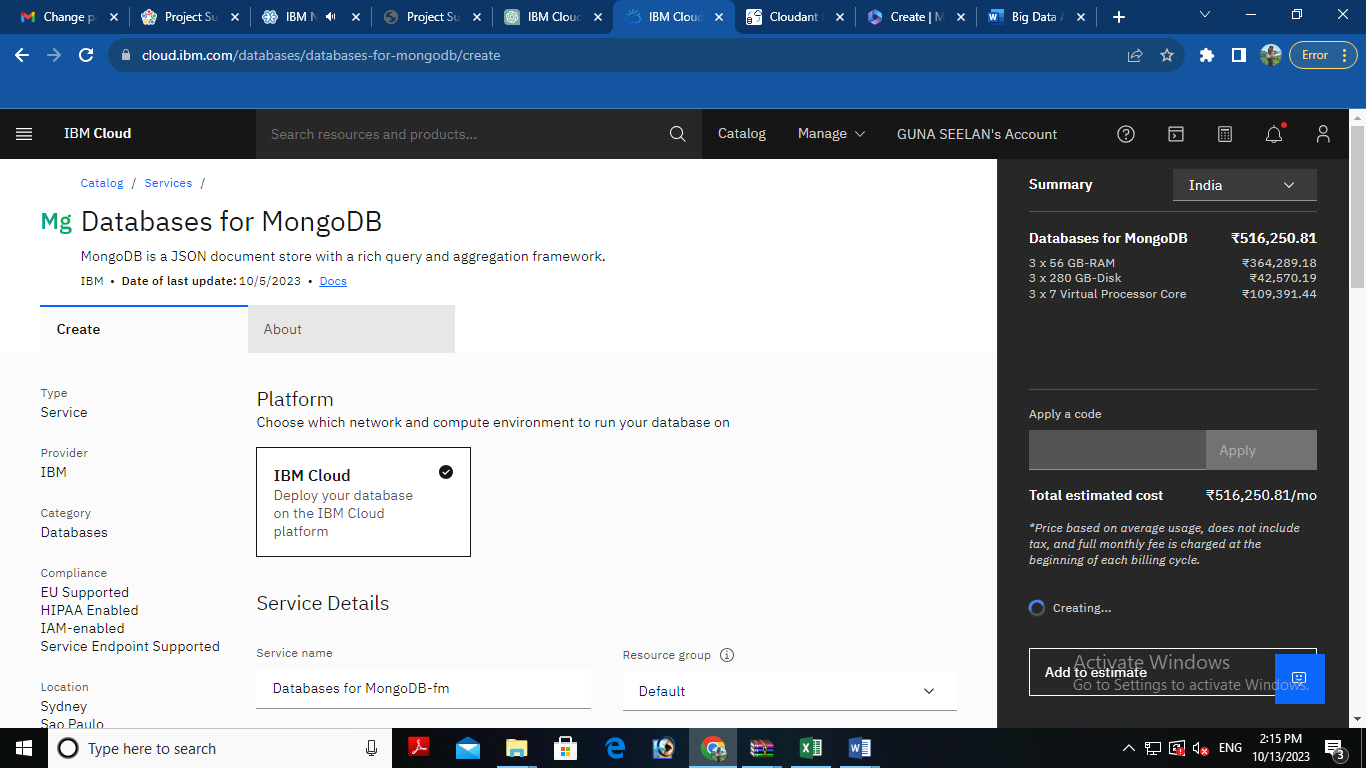 Change p
Project Su
IBM N
Project Su
IBM Clou
IBM Clou
Cloudant
Create | M
Big Data A
cloud.ibm.com/databases/databases-for-mongodb/create
Error
IBM Cloud
Search resources and products...
Catalog
Manage
GUNA SEELAN's Account
Catalog / Services /
Mg Databases for MongoDB
MongoDB is a JSON document store with a rich query and aggregation framework.
IBM • Date of last update: 10/5/2023 • Docs
Create
About
Type
Service
Provider
IBM
Category
Databases
Compliance
EU Supported
HIPAA Enabled
IAM-enabled
Service Endpoint Supported
Location
Sydney
Sao Paulo
Platform
Choose which network and compute environment to run your database on
IBM Cloud
Deploy your database
on the IBM Cloud
platform
Service Details
Service name
Databases for MongoDB-fm
Resource group
Default
Summary
India
Databases for MongoDB ₹516,250.81
3 x 56 GB-RAM ₹364,289.18
3 x 280 GB-Disk ₹42,570.19
3 x 7 Virtual Processor Core ₹109,391.44
Apply a code
Apply
Total estimated cost ₹516,250.81/mo
*Price based on average usage, does not include
tax, and full monthly fee is charged at the
beginning of each billing cycle.
Creating...
Add to estimate
Activate Windows
Go to Settings to activate Windows.
Type here to search
ENG
2:15 PM
10/13/2023
3